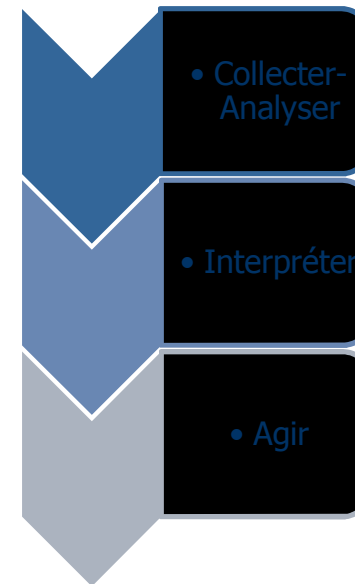 • Collecter-
Analyser
• Interpréter
• Agir